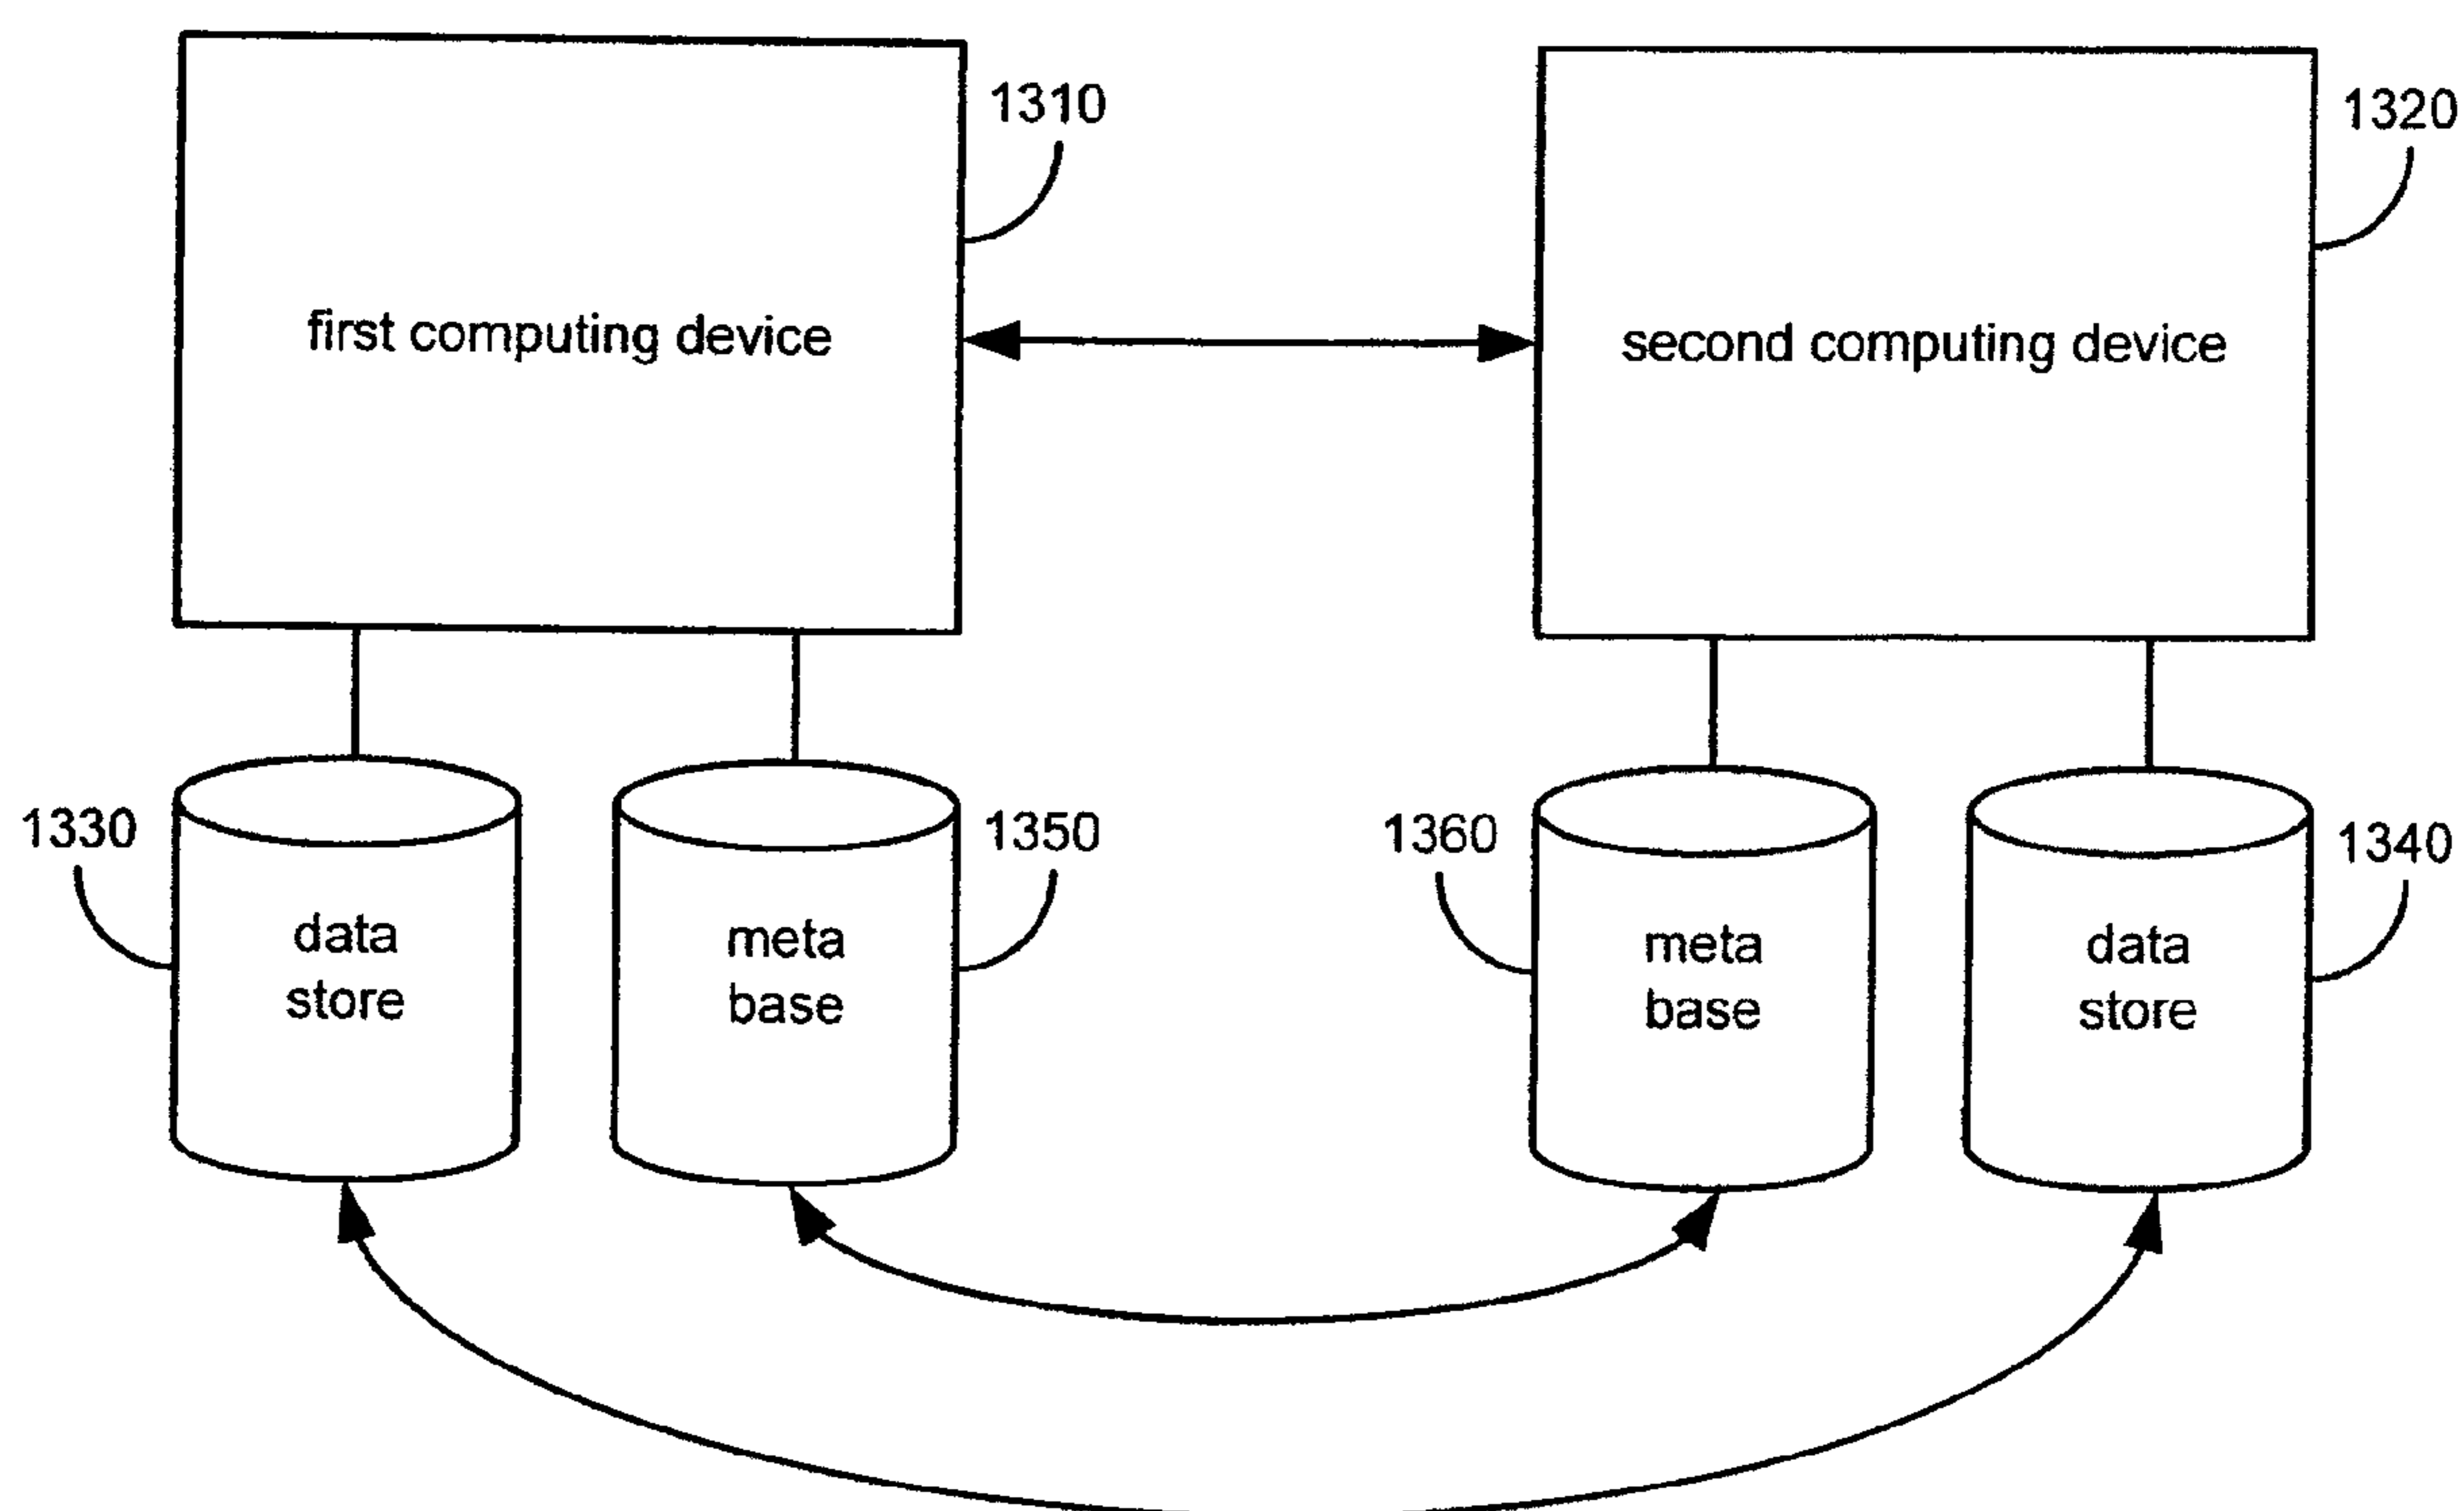 1310
1320
first computing device
second computing device
1330
1350
1360
1340
data
store
meta
base
meta
base
data
store